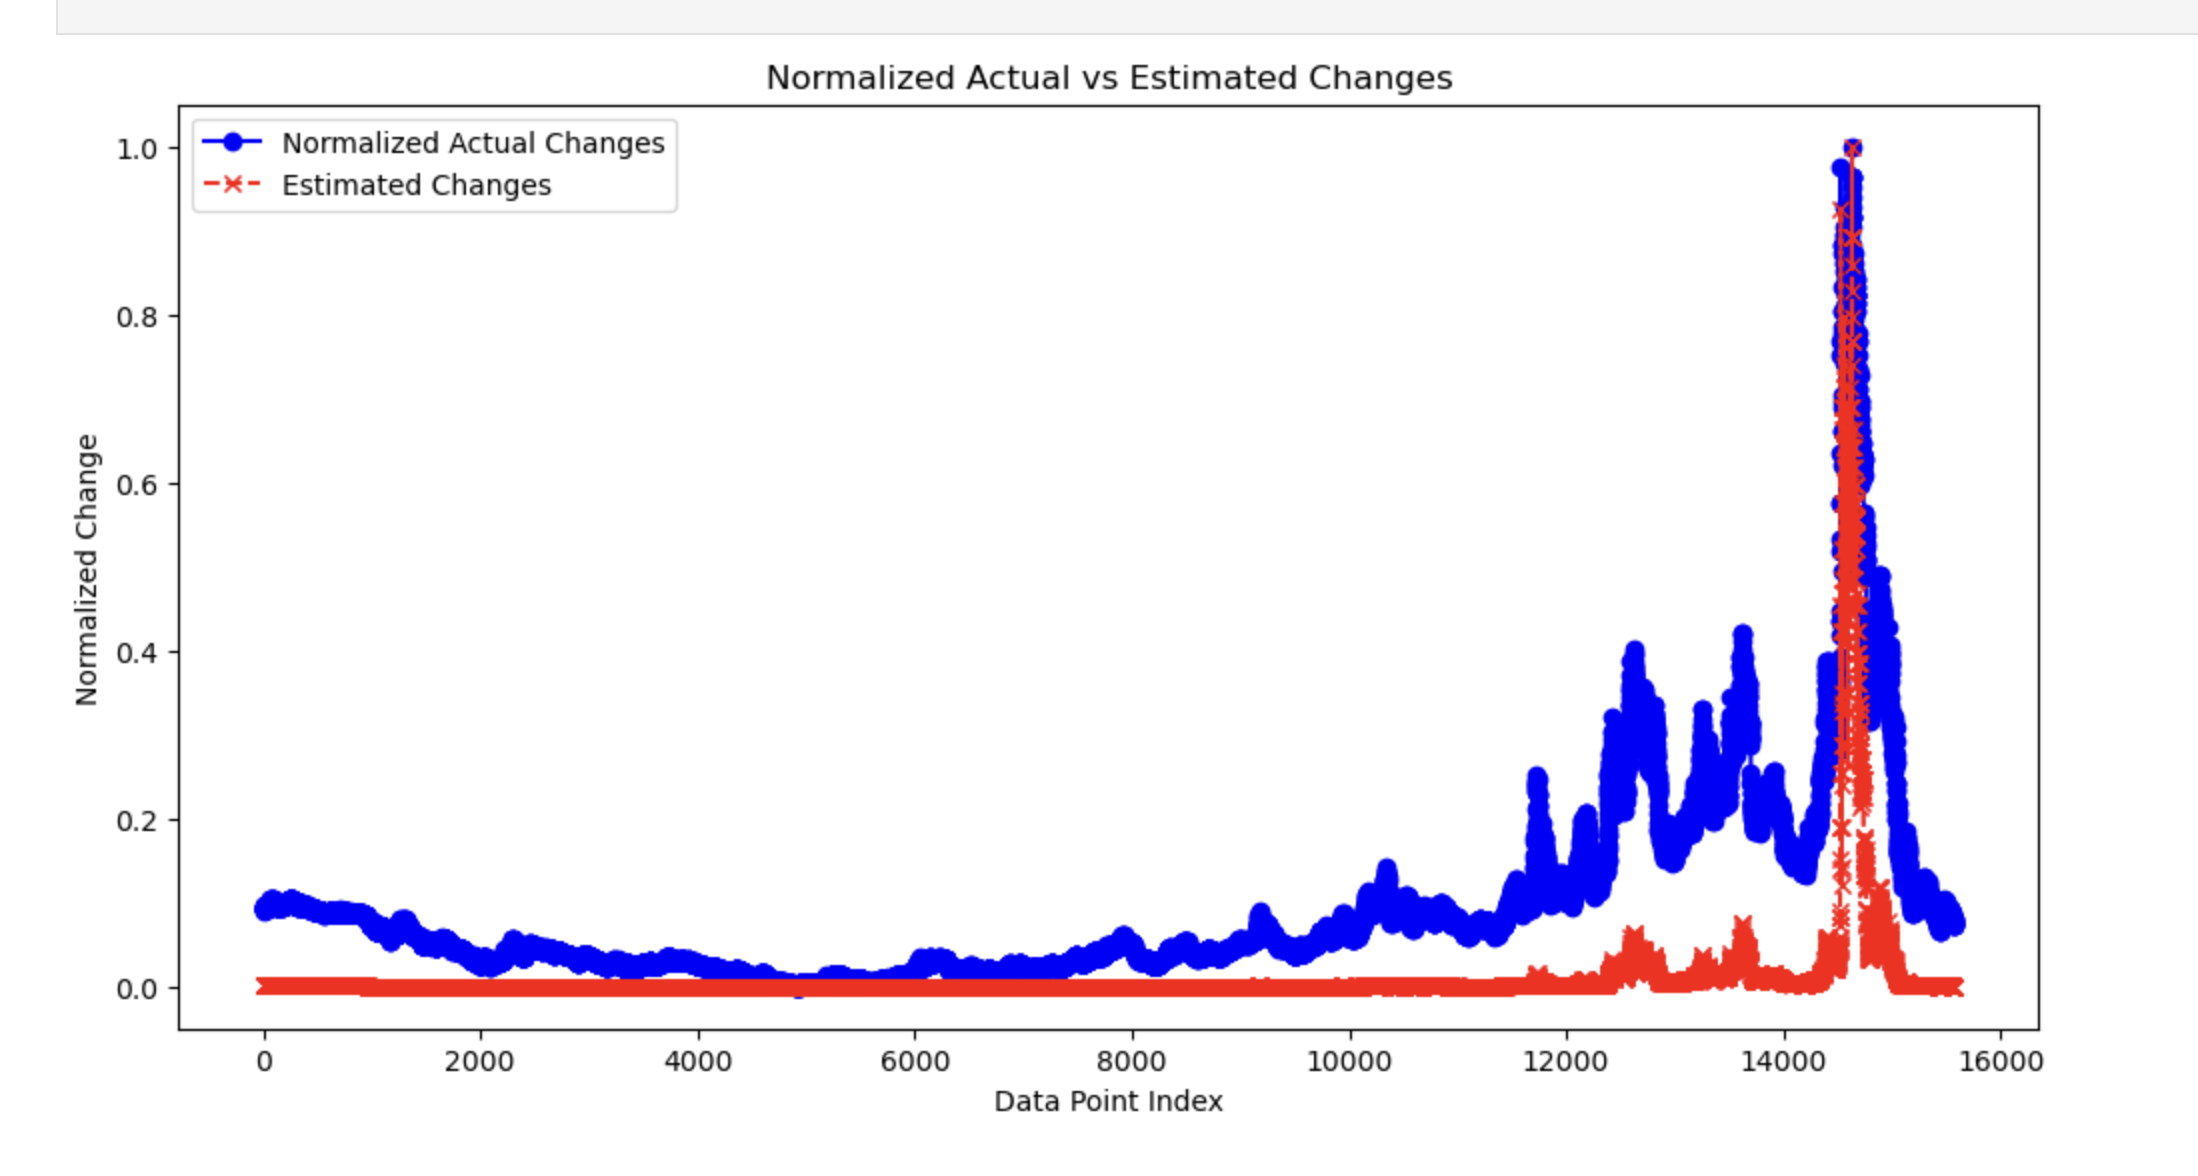 Normalized Actual vs Estimated Changes
Normalized Actual Changes
Estimated Changes
1.0
0.8
0.6
0.4
0.2
0.0
Normalized Change
0 2000 4000 6000 8000 10000 12000 14000 16000
Data Point Index